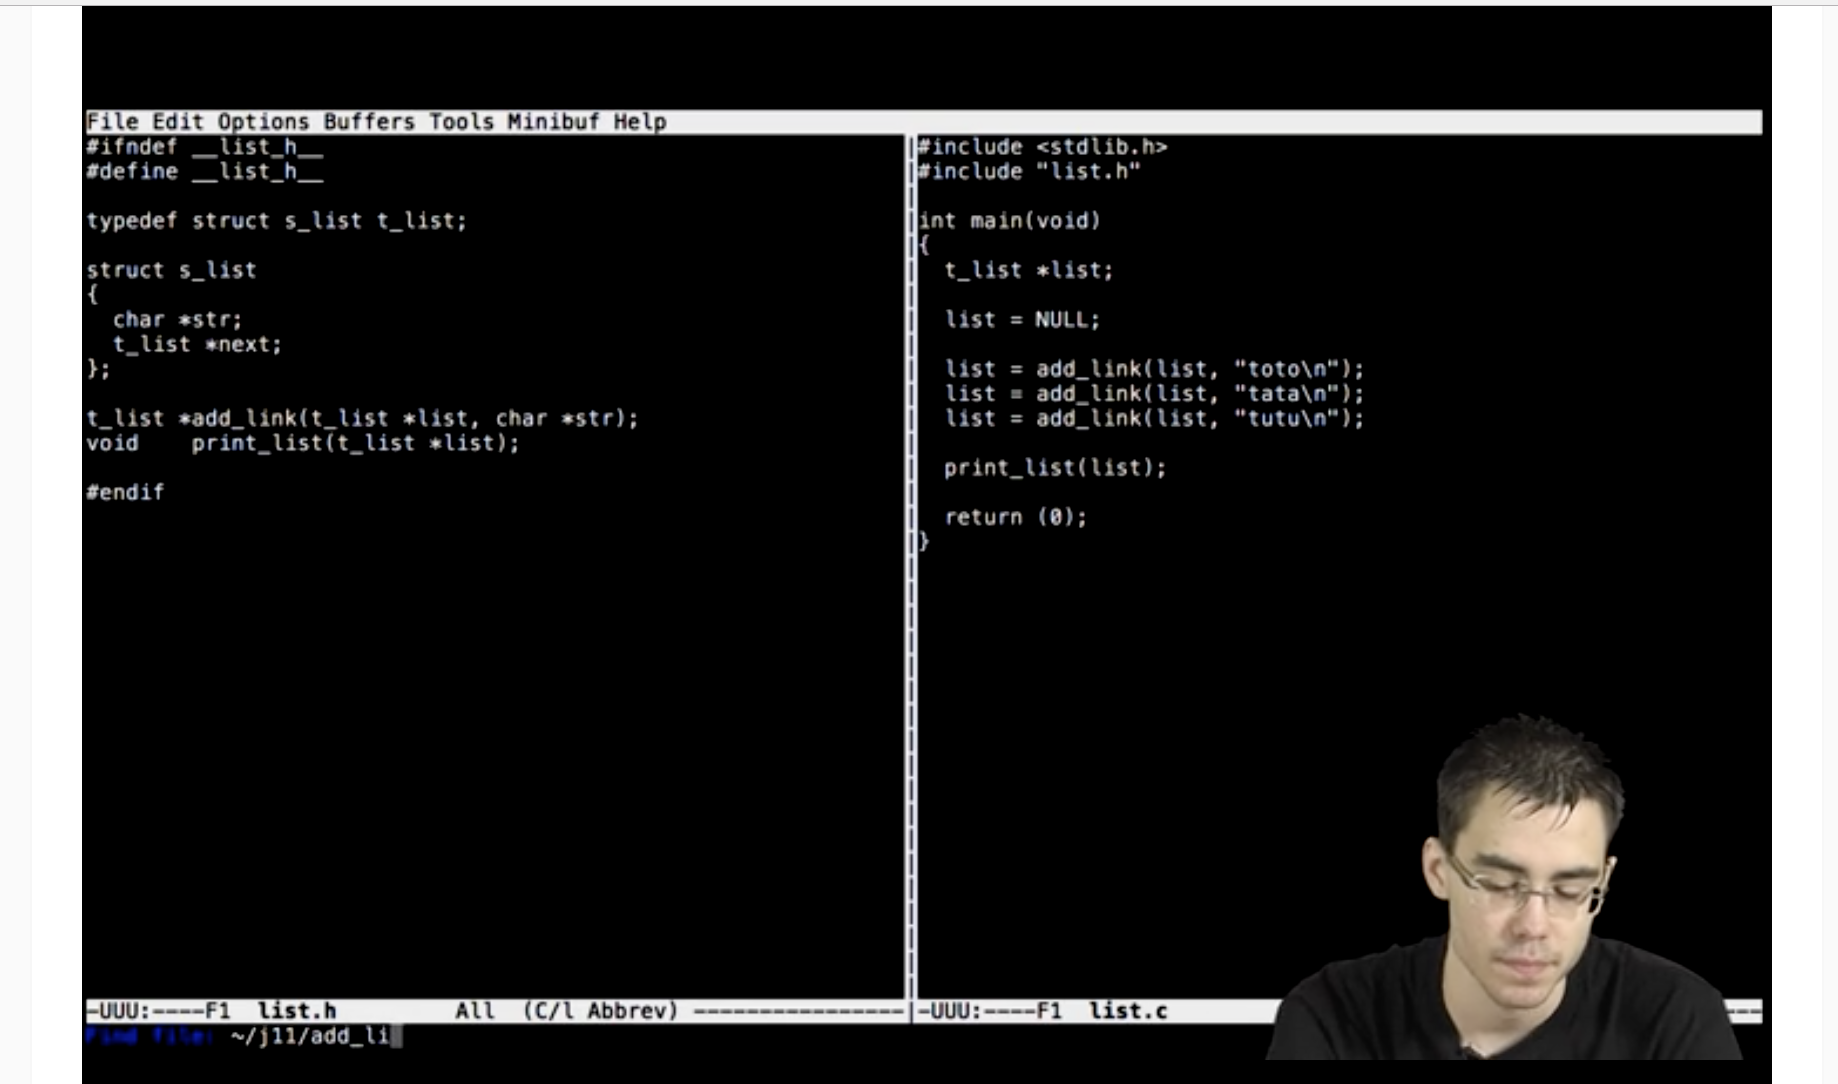 File Edit Options Buffers Tools Minibuf Help
#ifndef __list_h__
#define __list_h__
typedef struct s_list t_list;
struct s_list
{
  char *str;
  t_list *next;
};
t_list *add_link(t_list *list, char *str);
void    print_list(t_list *list);
#endif
-UUU:----F1  list.h         All  (C/l Abbrev) ----------------
#include <stdlib.h>
#include "list.h"
int main(void)
{
  t_list *list;
  list = NULL;
  list = add_link(list, "toto\n");
  list = add_link(list, "tata\n");
  list = add_link(list, "tutu\n");
  print_list(list);
  return (0);
}
-UUU:----F1  list.c
Find file: ~/j11/add_li